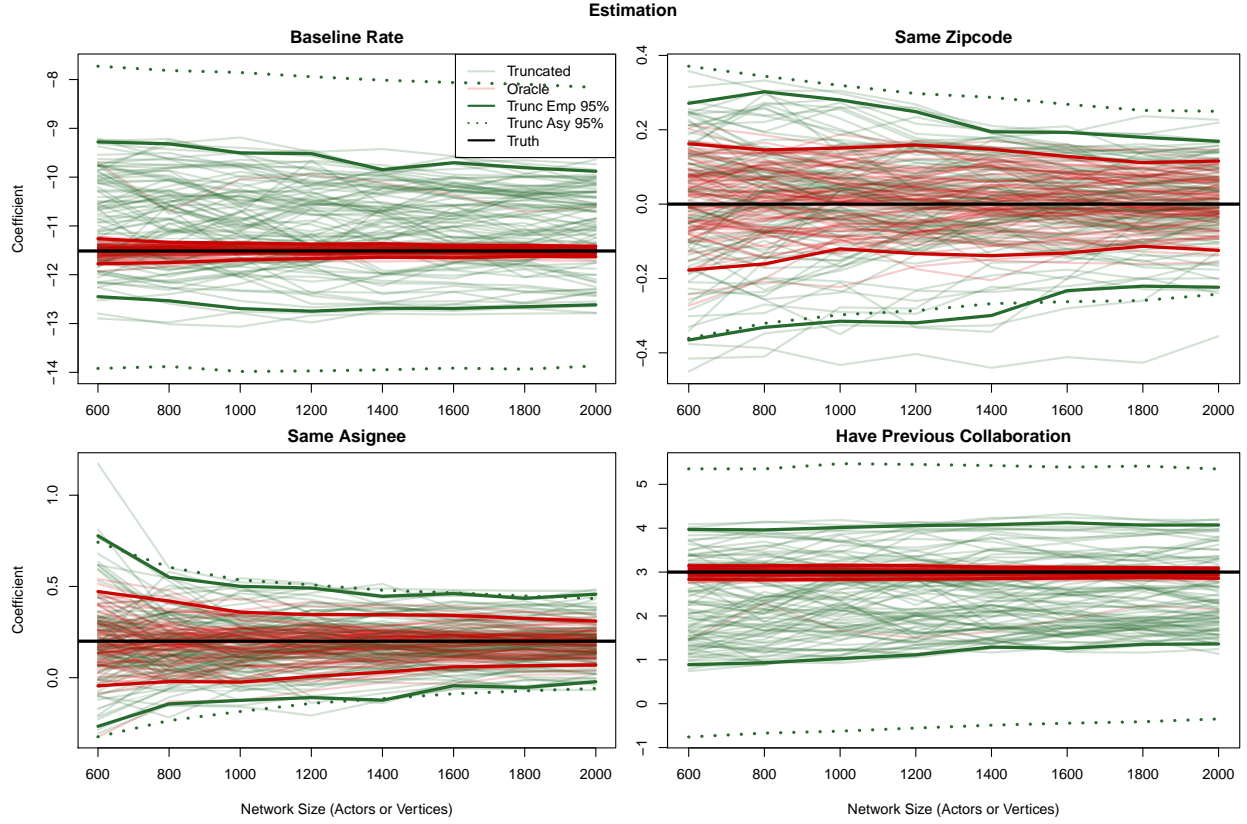 Estimation
Baseline Rate
Coefficient
−8
−9
−10
−11
−12
−13
−14
600 800 1000 1200 1400 1600 1800 2000
Truncated
Oracle
Trunc Emp 95%
Trunc Asy 95%
Truth
Same Zipcode
0.4
0.2
0.0
−0.2
−0.4
600 800 1000 1200 1400 1600 1800 2000
Same Asignee
Coefficient
1.0
0.5
0.0
600 800 1000 1200 1400 1600 1800 2000
Network Size (Actors or Vertices)
Have Previous Collaboration
5
4
3
2
1
0
−1
600 800 1000 1200 1400 1600 1800 2000
Network Size (Actors or Vertices)